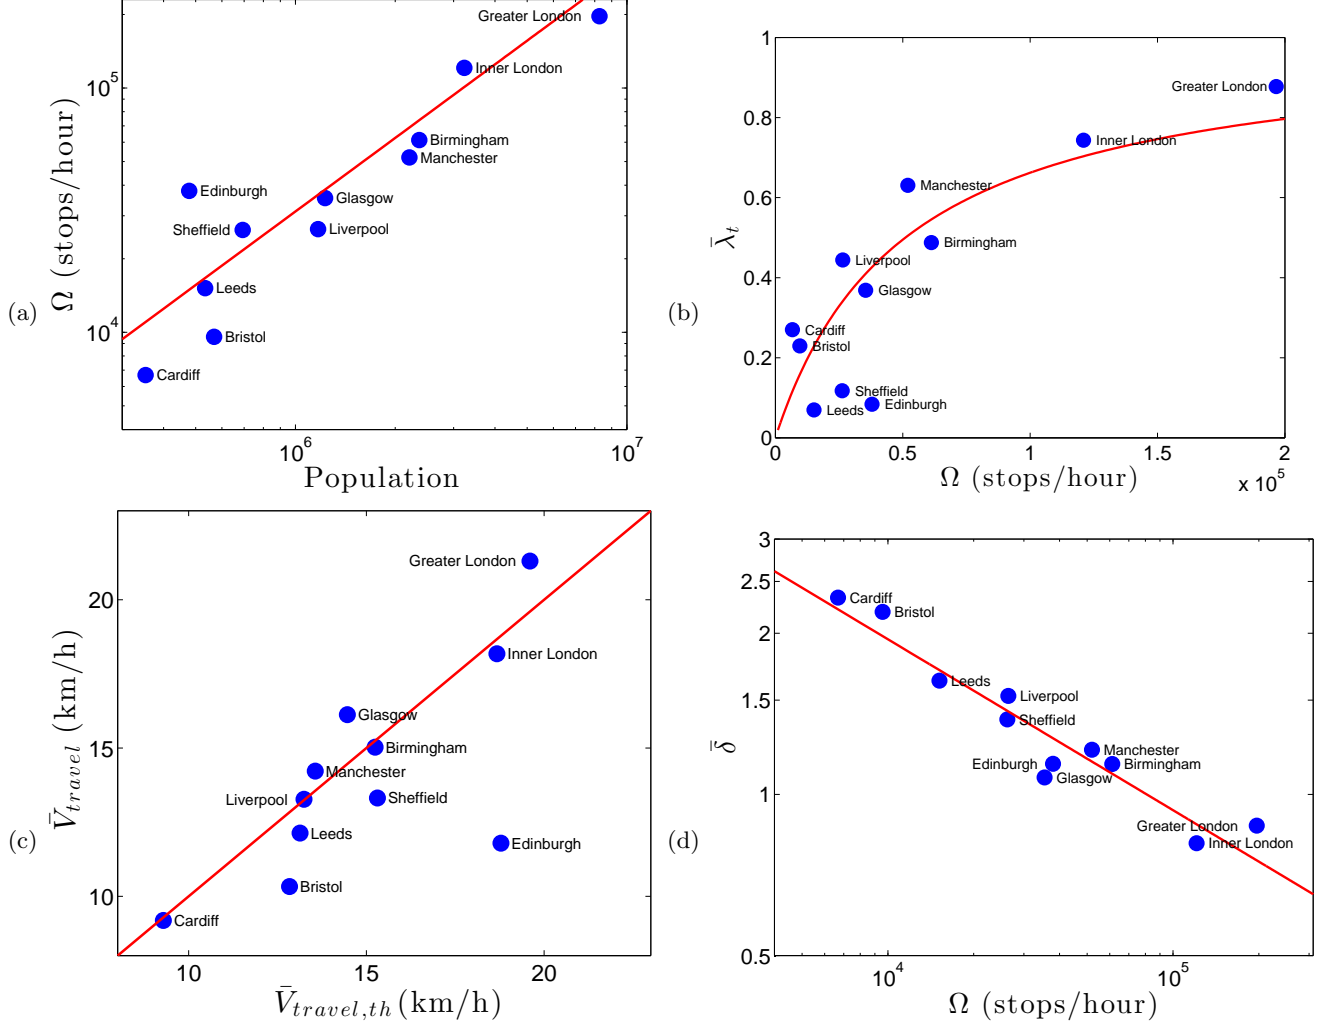 (a)
Ω (stops/hour)
10^5
10^4
Greater London
Inner London
Birmingham
Manchester
Edinburgh
Glasgow
Sheffield
Liverpool
Leeds
Bristol
Cardiff
10^6
10^7
Population
(b)
λ̄_t
1
0.8
0.6
0.4
0.2
0
Greater London
Inner London
Manchester
Birmingham
Liverpool
Glasgow
Cardiff
Bristol
Sheffield
Edinburgh
Leeds
0
0.5
1
1.5
2
x 10^5
Ω (stops/hour)
(c)
V̄_travel (km/h)
20
15
10
Greater London
Inner London
Glasgow
Birmingham
Manchester
Liverpool
Sheffield
Leeds
Edinburgh
Bristol
Cardiff
10
15
20
V̄_travel,th (km/h)
(d)
δ̄
3
2.5
2
1.5
1
0.5
Cardiff
Bristol
Leeds
Liverpool
Sheffield
Manchester
Edinburgh
Birmingham
Glasgow
Greater London
Inner London
10^4
10^5
Ω (stops/hour)